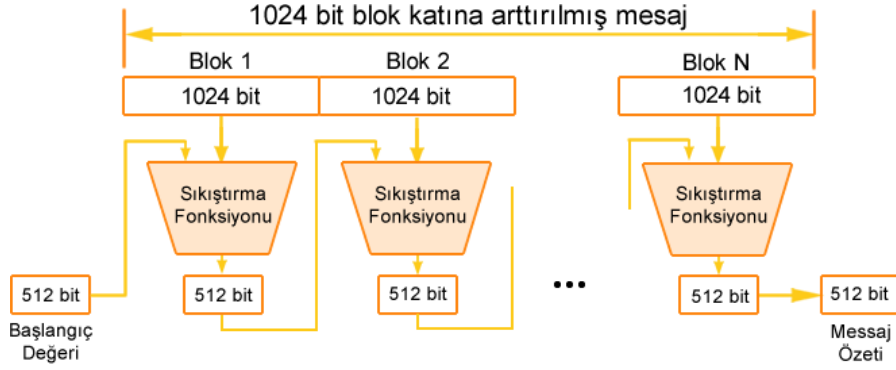 1024 bit blok katına arttırılmış mesaj
Blok 1
Blok 2
Blok N
1024 bit
1024 bit
1024 bit
Sıkıştırma
Fonksiyonu
Sıkıştırma
Fonksiyonu
Sıkıştırma
Fonksiyonu
512 bit
512 bit
512 bit
...
512 bit
512 bit
Başlangıç
Değeri
Messaj
Özeti